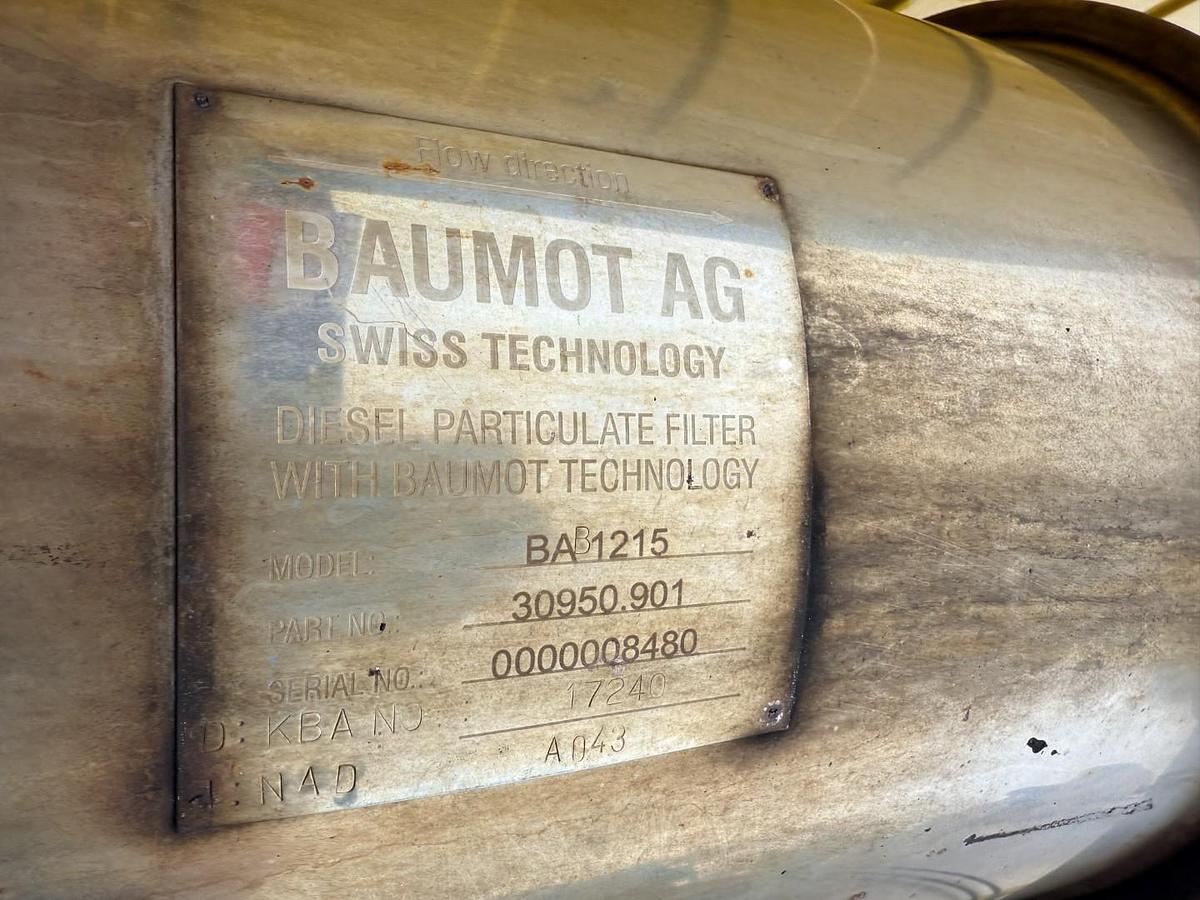 Flow direction
BAUMOT AG
SWISS TECHNOLOGY
DIESEL PARTICULATE FILTER
WITH BAUMOT TECHNOLOGY
MODEL: BAB1215
PART NO.: 30950.901
SERIAL NO.: 0000008480
D: KBA NO 17240
I: NAD A043